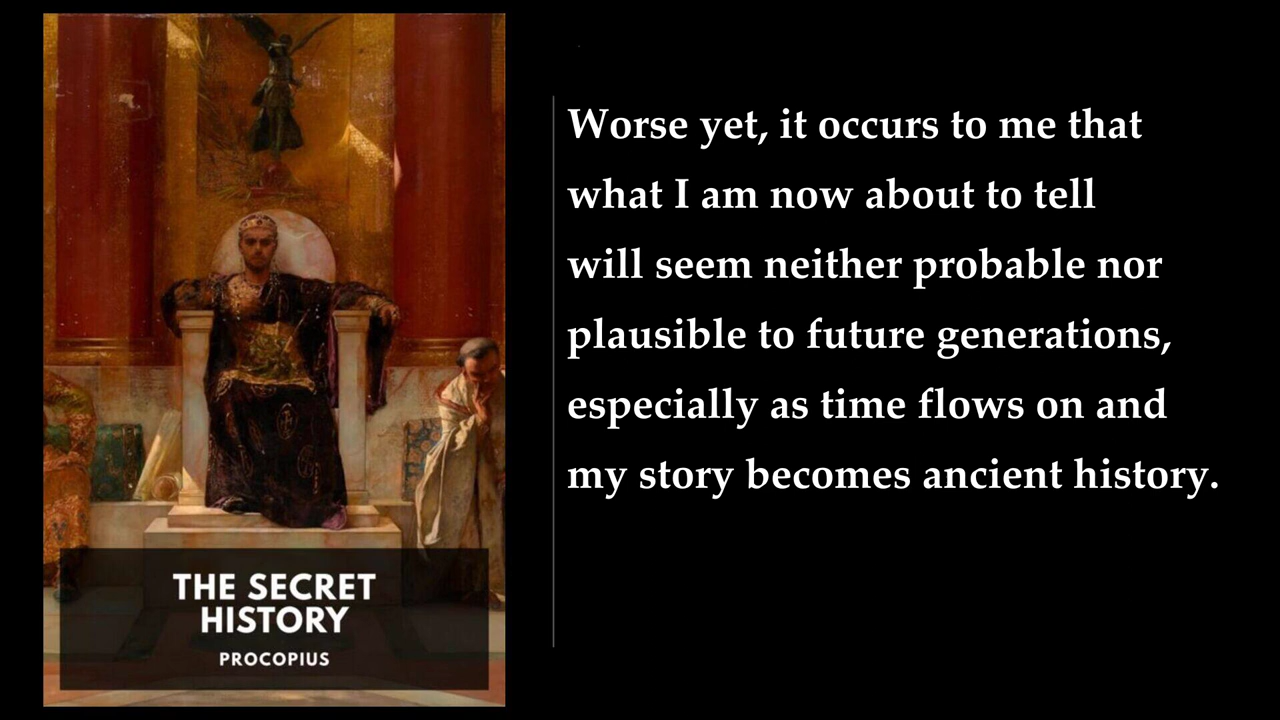 THE SECRET
HISTORY
PROCOPIUS
Worse yet, it occurs to me that
what I am now about to tell
will seem neither probable nor
plausible to future generations,
especially as time flows on and
my story becomes ancient history.